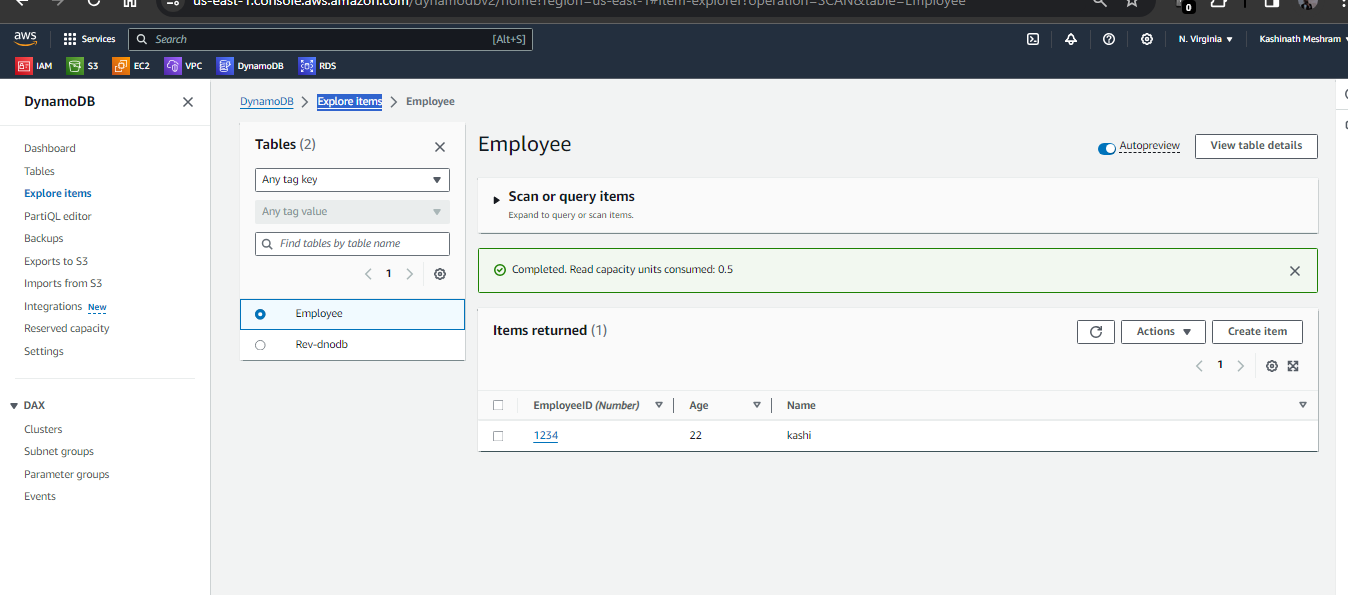 us-east-1.console.aws.amazon.com/dynamodbv2/home?region=us-east-1#item-explorer?operation=SCAN&table=Employee
0
aws
Services
Search
[Alt+S]
N. Virginia
Kashinath Meshram
IAM
S3
EC2
VPC
DynamoDB
RDS
DynamoDB
Dashboard
Tables
Explore items
PartiQL editor
Backups
Exports to S3
Imports from S3
Integrations New
Reserved capacity
Settings
DAX
Clusters
Subnet groups
Parameter groups
Events
DynamoDB
Explore items
Employee
Tables (2)
Any tag key
Any tag value
Find tables by table name
1
Employee
Rev-dnodb
Employee
Autopreview
View table details
Scan or query items
Expand to query or scan items.
Completed. Read capacity units consumed: 0.5
Items returned (1)
Actions
Create item
1
EmployeeID (Number)
Age
Name
1234
22
kashi